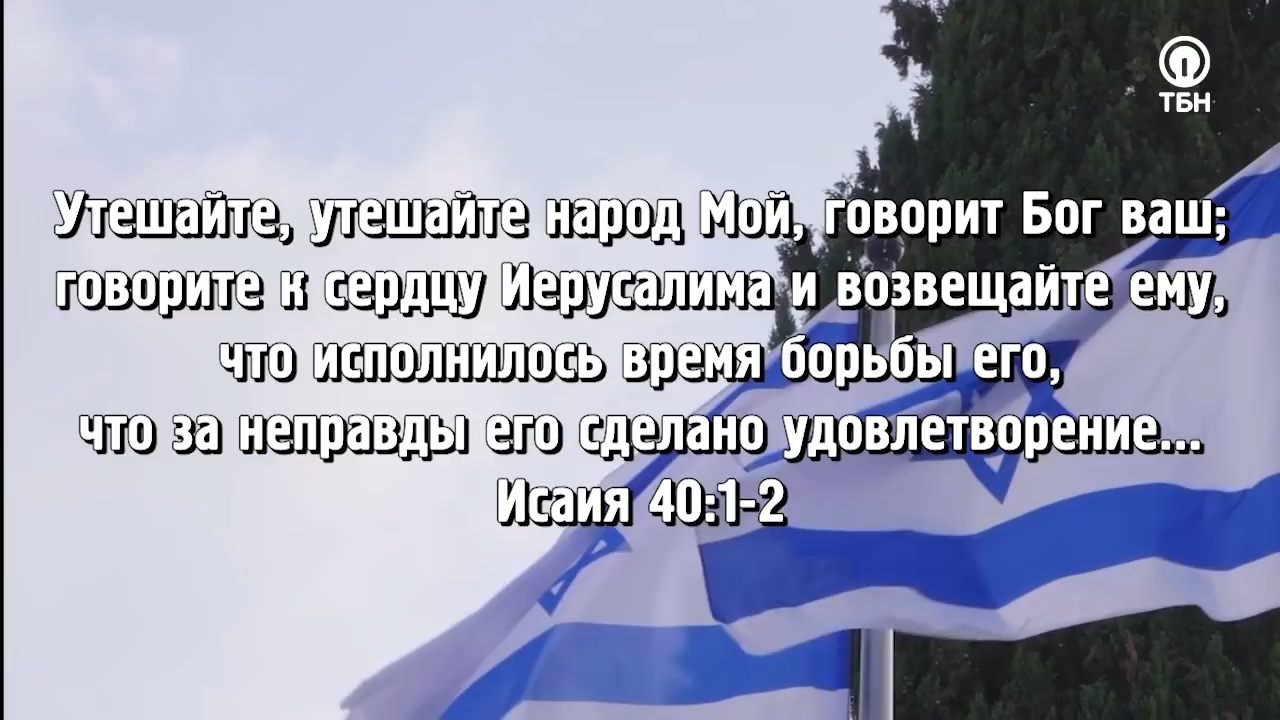 ТБН
Утешайте, утешайте народ Мой, говорит Бог ваш;
говорите к сердцу Иерусалима и возвещайте ему,
что исполнилось время борьбы его,
что за неправды его сделано удовлетворение...
Исаия 40:1-2